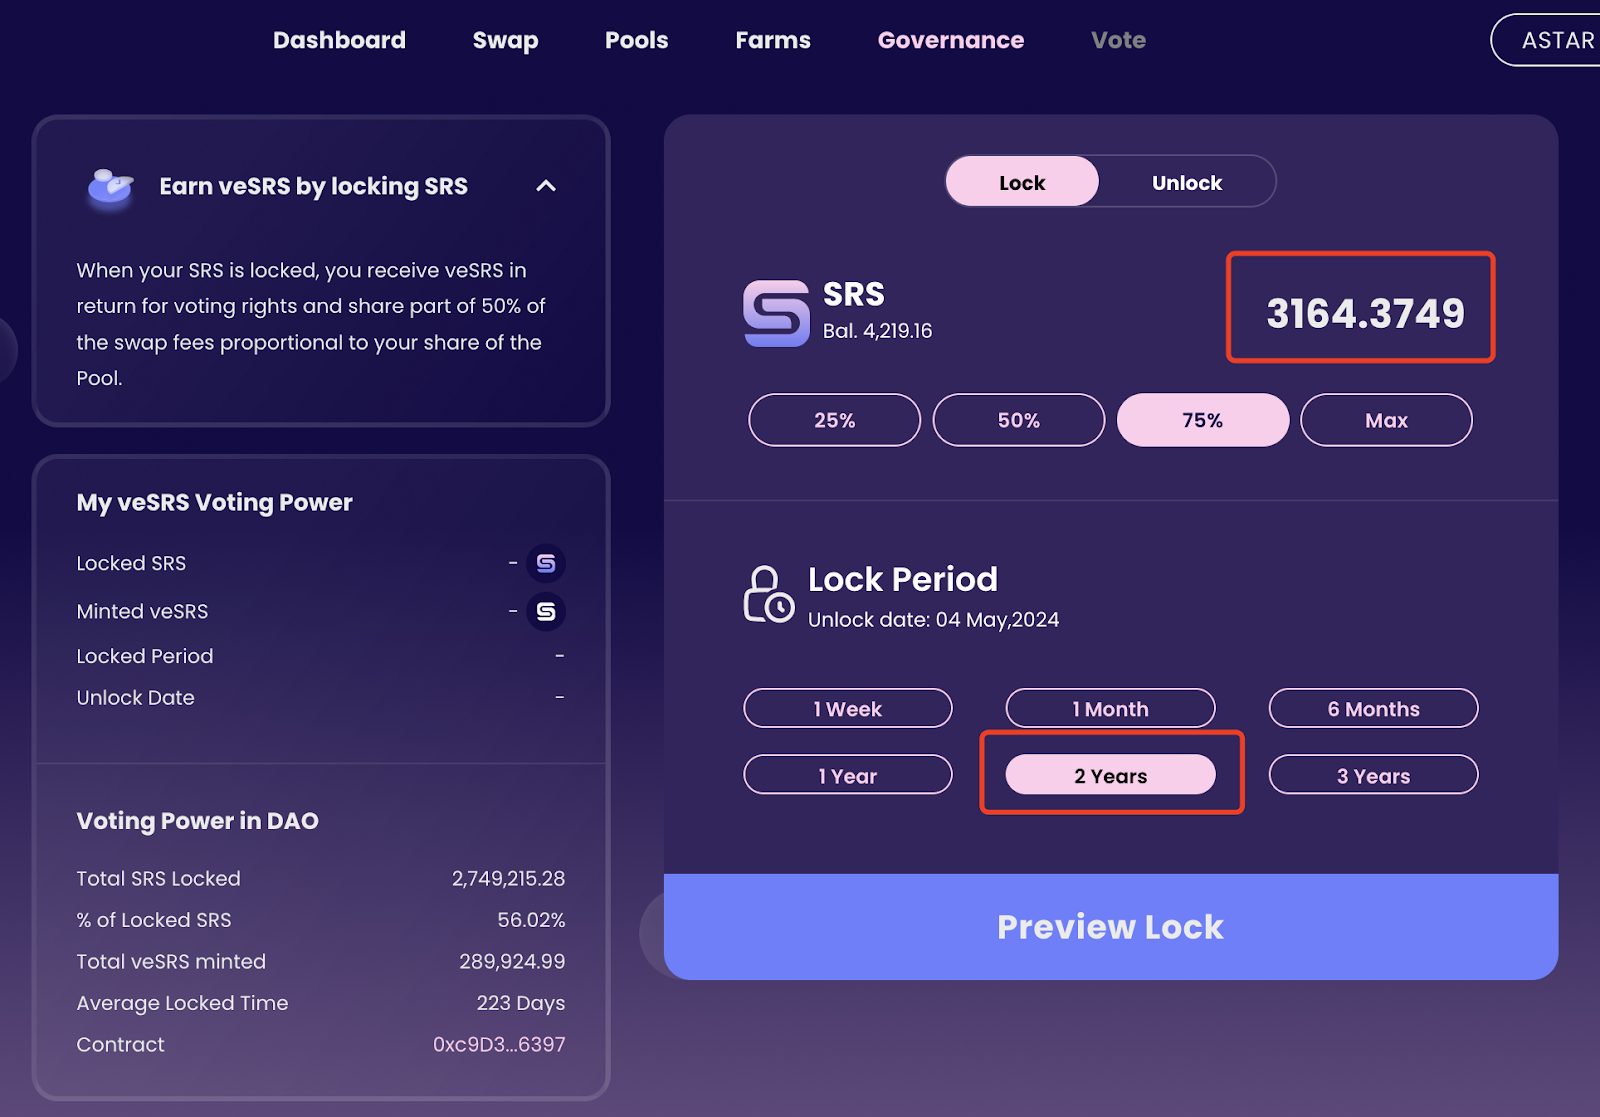 Dashboard
Swap
Pools
Farms
Governance
Vote
ASTAR
Earn veSRS by locking SRS
When your SRS is locked, you receive veSRS in
return for voting rights and share part of 50% of
the swap fees proportional to your share of the
Pool.
My veSRS Voting Power
Locked SRS -
Minted veSRS -
Locked Period -
Unlock Date -
Voting Power in DAO
Total SRS Locked 2,749,215.28
% of Locked SRS 56.02%
Total veSRS minted 289,924.99
Average Locked Time 223 Days
Contract 0xc9D3...6397
Lock
Unlock
SRS
Bal. 4,219.16
3164.3749
25%
50%
75%
Max
Lock Period
Unlock date: 04 May,2024
1 Week
1 Month
6 Months
1 Year
2 Years
3 Years
Preview Lock